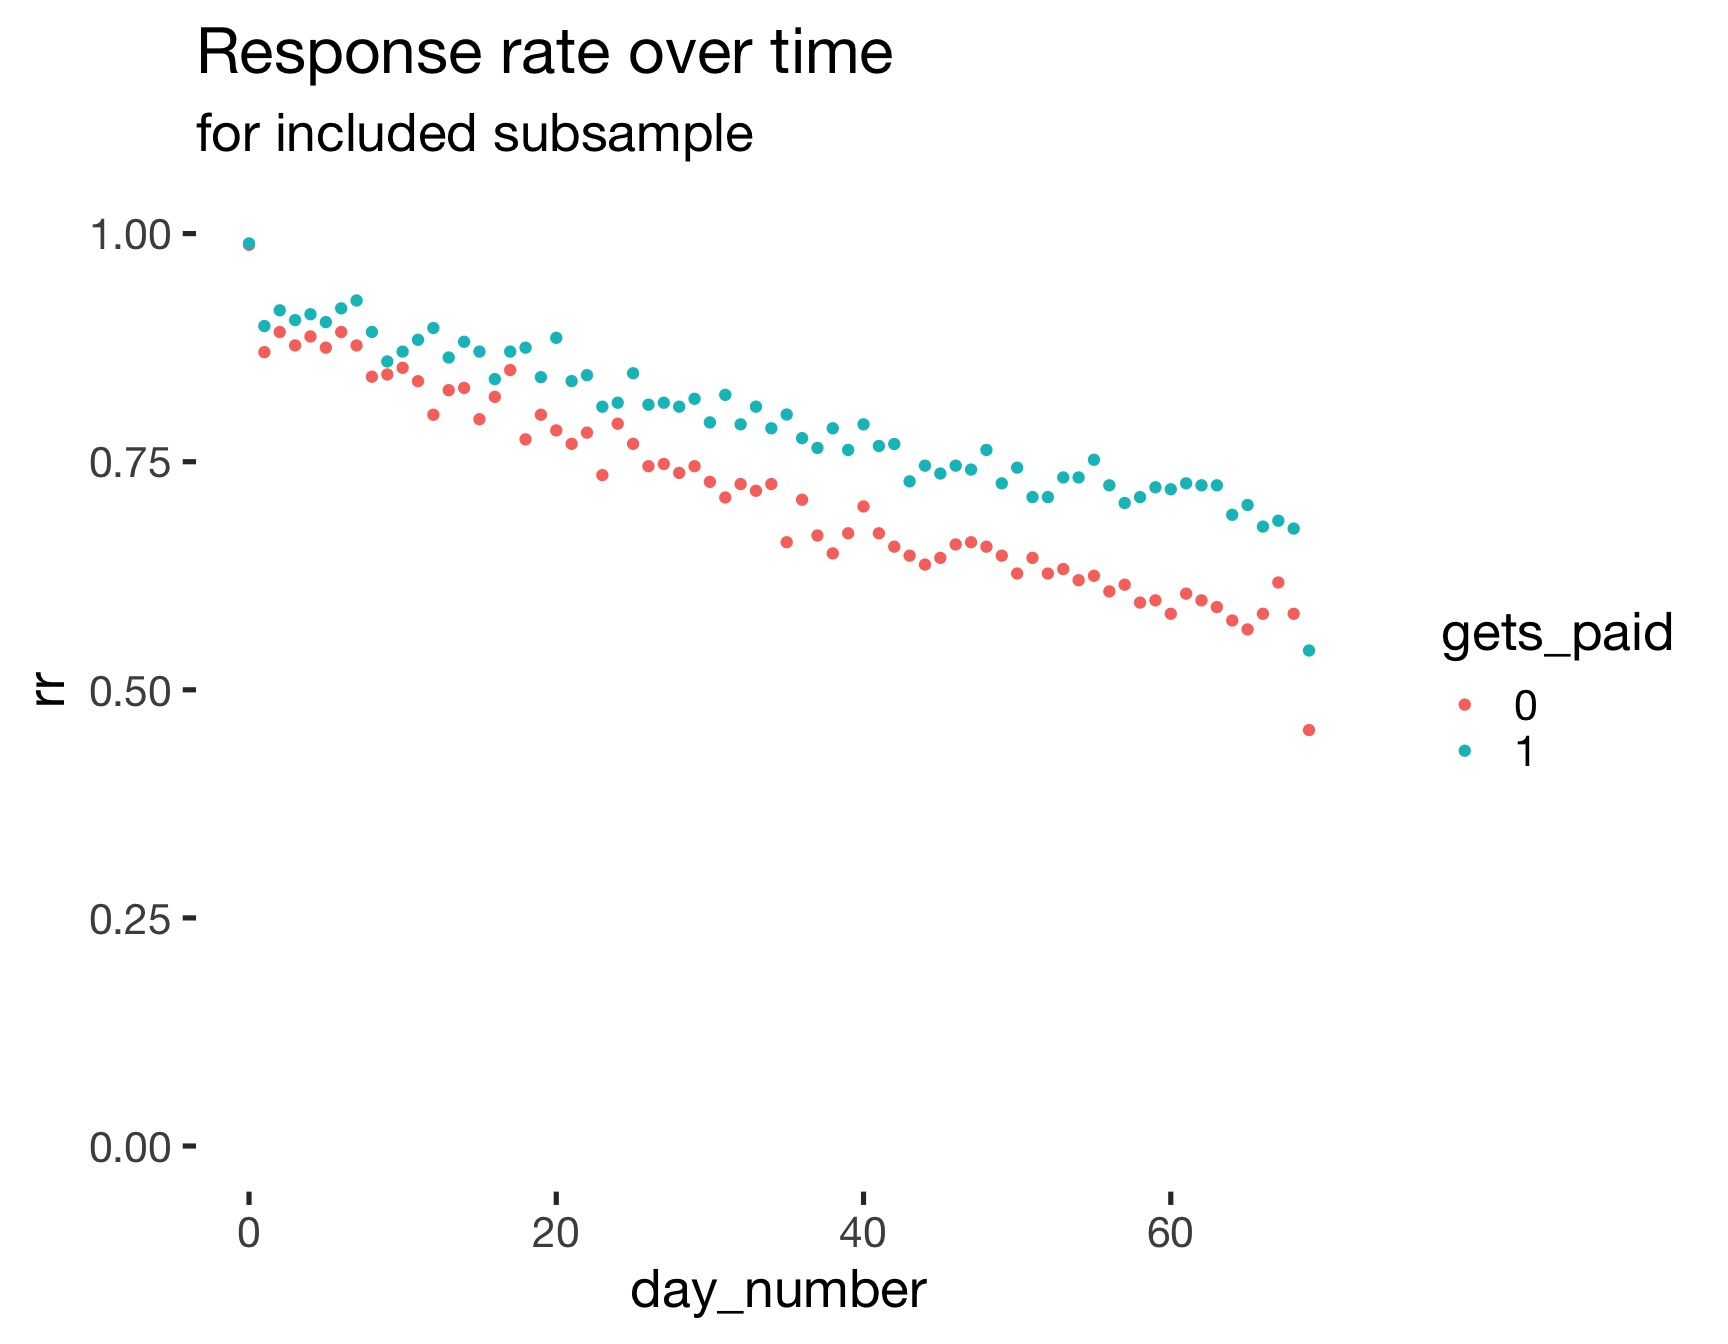 Response rate over time
for included subsample
1.00
0.75
0.50
0.25
0.00
rr
0 20 40 60
day_number
gets_paid
0
1